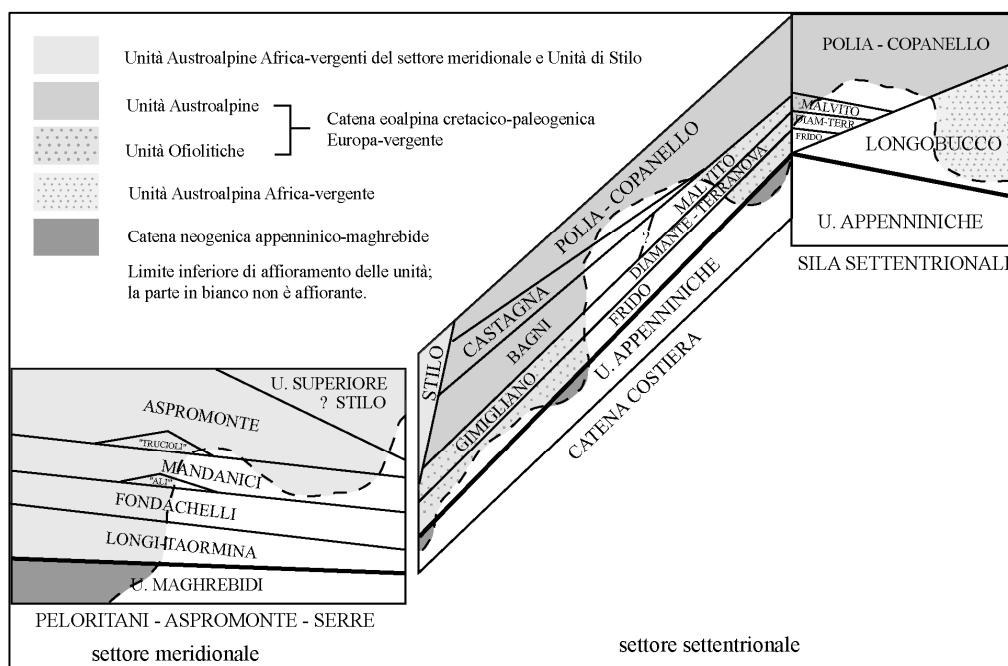 Unità Austroalpine Africa-vergenti del settore meridionale e Unità di Stilo
Unità Austroalpine
Unità Ofiolitiche
Catena eoalpina cretacico-paleogenica
Europa-vergente
Unità Austroalpina Africa-vergente
Catena neogenica appenninico-maghrebide
Limite inferiore di affioramento delle unità;
la parte in bianco non è affiorante.
POLIA - COPANELLO
MALVITO
DIAM-TERR
FRIDO
LONGOBUCCO
U. APPENNINICHE
SILA SETTENTRIONALE
POLIA - COPANELLO
STILO
CASTAGNA
BAGNI
GIMIGLIANO
MALVITO
?
DIAMANTE - TERRANOVA
FRIDO
U. APPENNINICHE
CATENA COSTIERA
U. SUPERIORE
? STILO
ASPROMONTE
"TRUCIOLI"
MANDANICI
"ALI"
FONDACHELLI
LONGI-TAORMINA
U. MAGHREBIDI
PELORITANI - ASPROMONTE - SERRE
settore meridionale
settore settentrionale